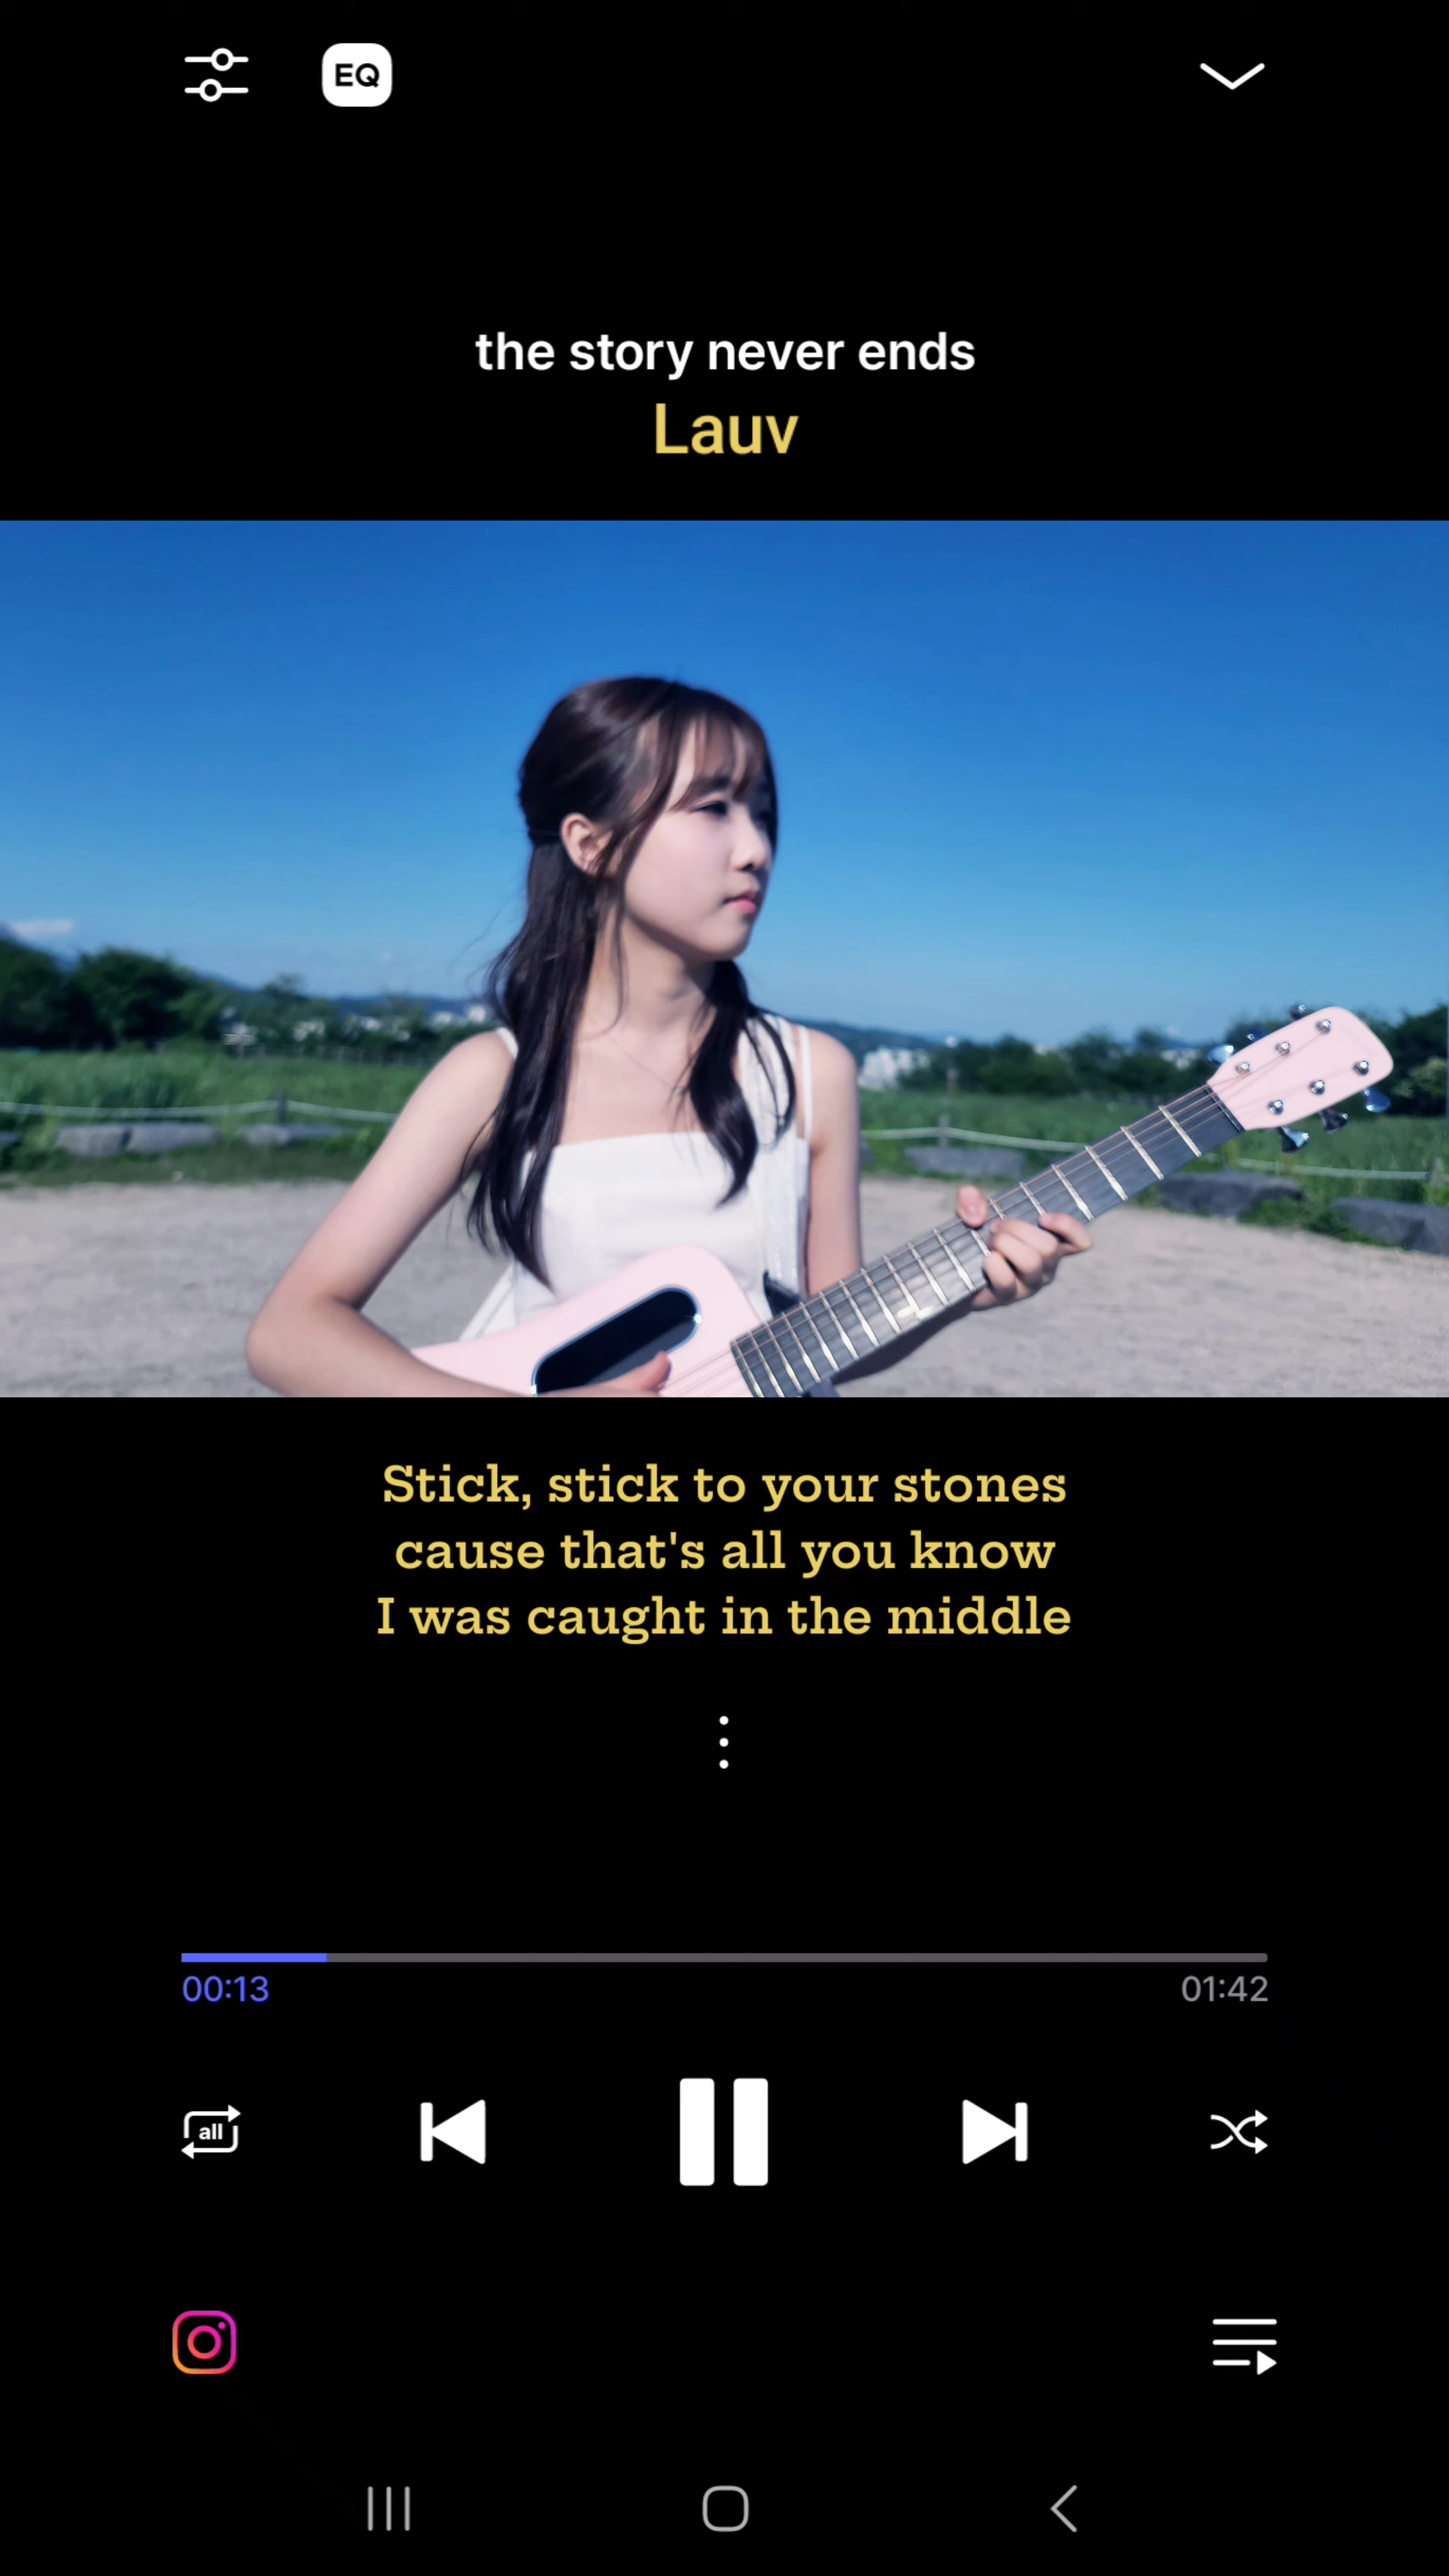 EQ
the story never ends
Lauv
Stick, stick to your stones
cause that's all you know
I was caught in the middle
00:13
01:42
all